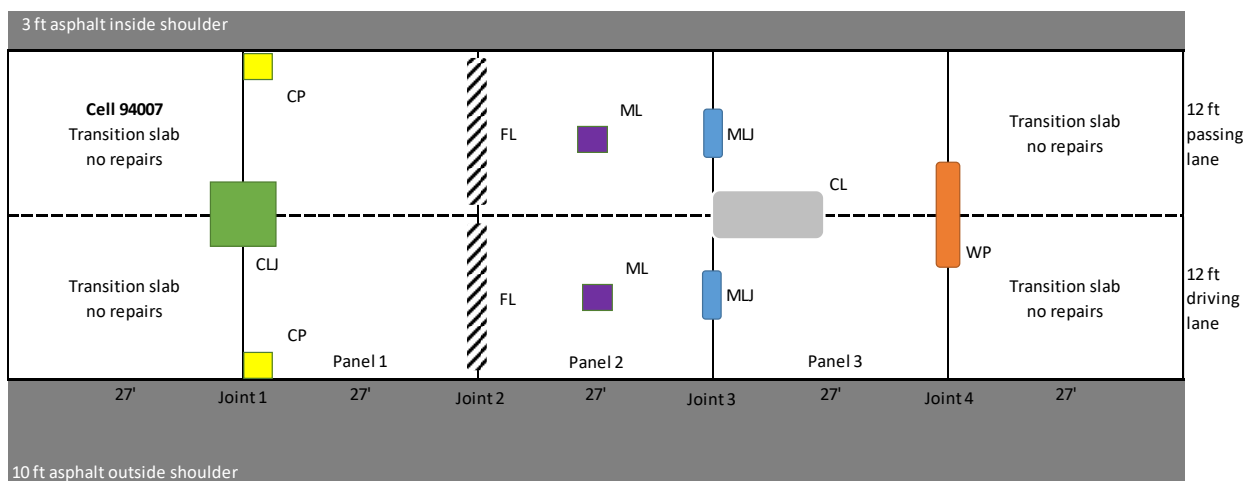 3 ft asphalt inside shoulder
CP
Cell 94007
Transition slab
no repairs
FL
ML
MLJ
Transition slab
no repairs
12 ft
passing
lane
CL
CLJ
WP
Transition slab
no repairs
FL
ML
MLJ
Transition slab
no repairs
12 ft
driving
lane
CP
Panel 1
Panel 2
Panel 3
27'
Joint 1
27'
Joint 2
27'
Joint 3
27'
Joint 4
27'
10 ft asphalt outside shoulder